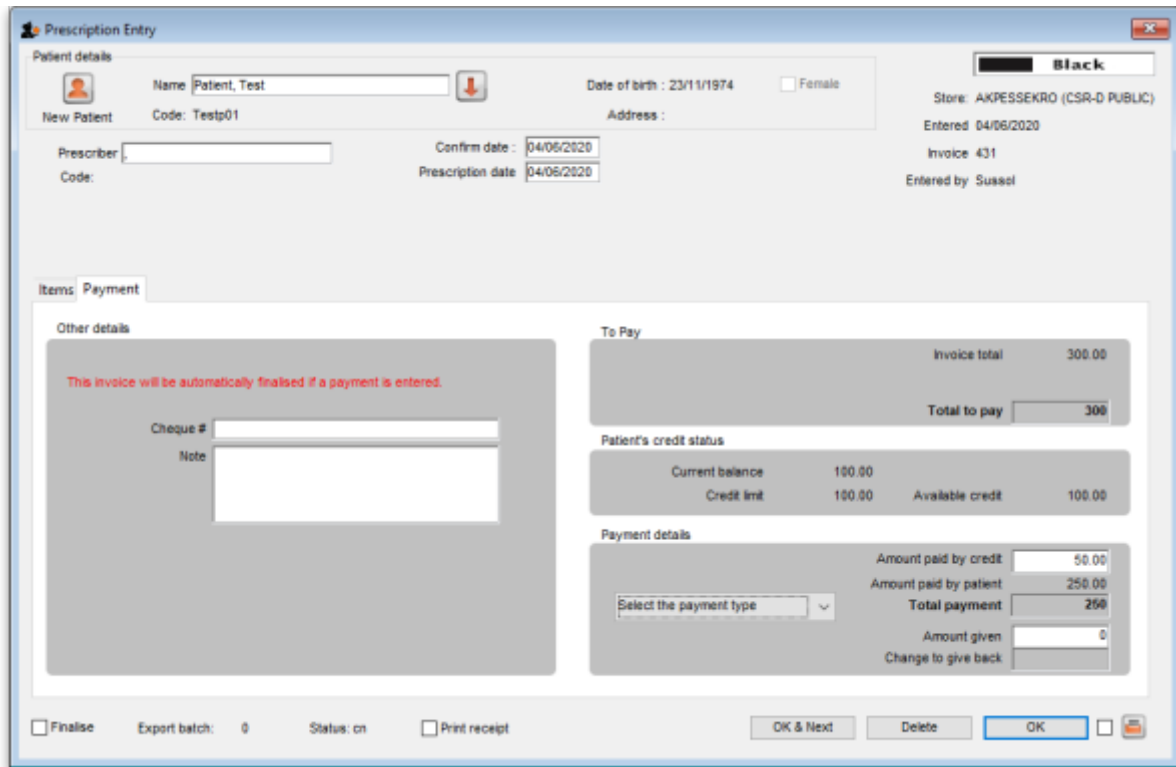 Prescription Entry
Patient details
Black
Name Patient, Test
Date of birth : 23/11/1974
Female
Store: AKPESSEKRO (CSR-D PUBLIC)
New Patient
Code: Testp01
Address :
Entered 04/06/2020
Prescriber ,
Confirm date : 04/06/2020
Invoice 431
Code:
Prescription date 04/06/2020
Entered by Sussol
Items Payment
Other details
This invoice will be automatically finalised if a payment is entered.
Cheque #
Note
To Pay
Invoice total 300.00
Total to pay 300
Patient's credit status
Current balance 100.00
Credit limit 100.00 Available credit 100.00
Payment details
Amount paid by credit 50.00
Amount paid by patient 250.00
Select the payment type
Total payment 250
Amount given 0
Change to give back
Finalise
Export batch: 0
Status: cn
Print receipt
OK & Next
Delete
OK